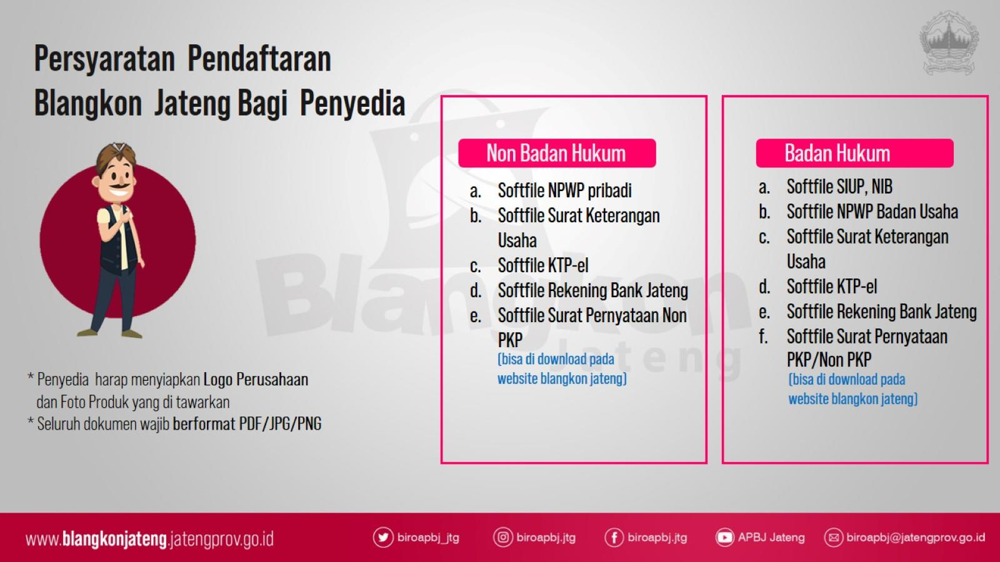 Persyaratan Pendaftaran
Blangkon Jateng Bagi Penyedia
* Penyedia harap menyiapkan Logo Perusahaan
dan Foto Produk yang di tawarkan
* Seluruh dokumen wajib berformat PDF/JPG/PNG
Blangkon
Jateng
Non Badan Hukum
a. Softfile NPWP pribadi
b. Softfile Surat Keterangan
Usaha
c. Softfile KTP-el
d. Softfile Rekening Bank Jateng
e. Softfile Surat Pernyataan Non
PKP
(bisa di download pada
website blangkon jateng)
Badan Hukum
a. Softfile SIUP, NIB
b. Softfile NPWP Badan Usaha
c. Softfile Surat Keterangan
Usaha
d. Softfile KTP-el
e. Softfile Rekening Bank Jateng
f. Softfile Surat Pernyataan
PKP/Non PKP
(bisa di download pada
website blangkon jateng)
www.blangkonjateng.jatengprov.go.id
biroapbj_jtg
biroapbj.jtg
biroapbj.jtg
APBJ Jateng
biroapbj@jatengprov.go.id